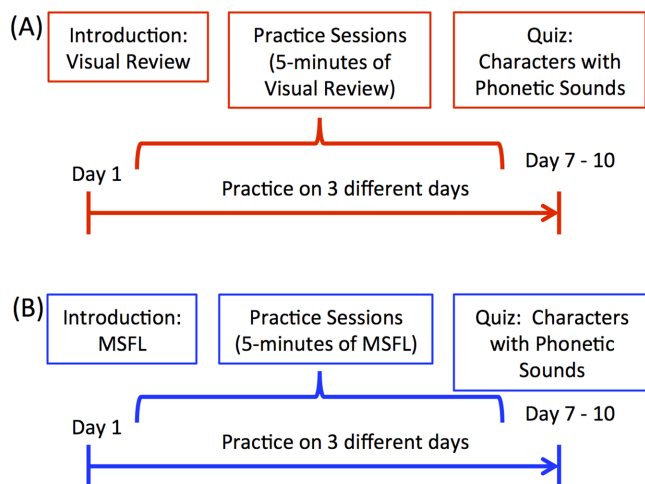 (A)
Introduction:
Visual Review
Practice Sessions
(5-minutes of
Visual Review)
Quiz:
Characters with
Phonetic Sounds
Day 1
Day 7 - 10
Practice on 3 different days
(B)
Introduction:
MSFL
Practice Sessions
(5-minutes of MSFL)
Quiz: Characters
with Phonetic
Sounds
Day 1
Day 7 - 10
Practice on 3 different days